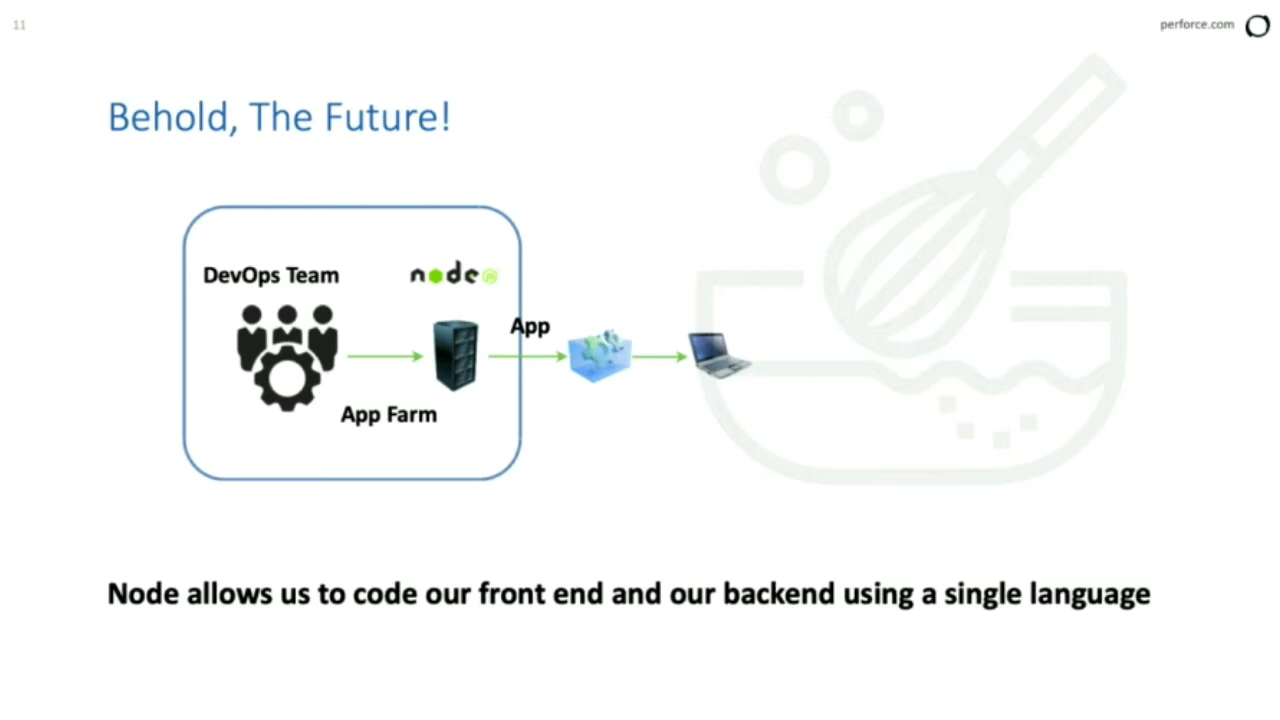 11
perforce.com
Behold, The Future!
DevOps Team
node
JS
App
App Farm
Node allows us to code our front end and our backend using a single language